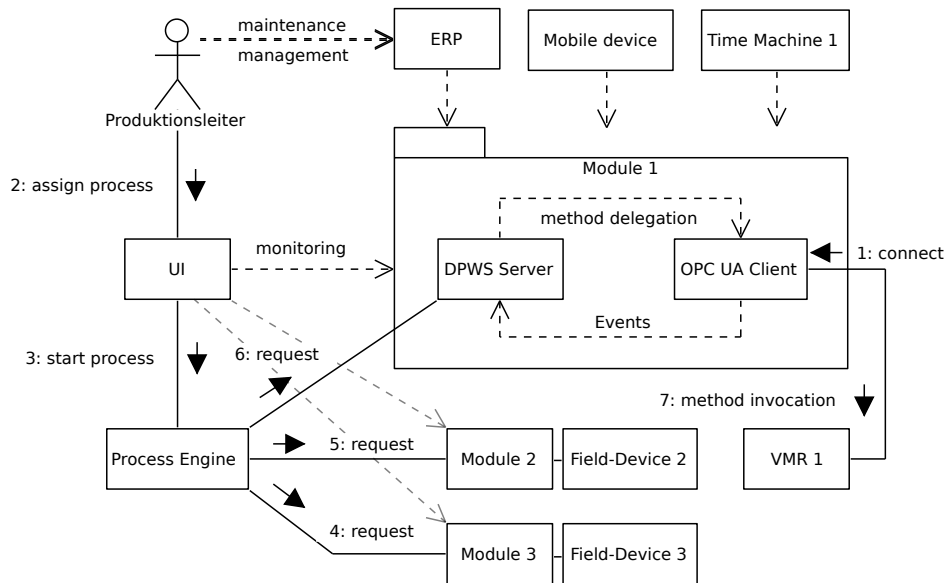 maintenance
management
ERP
Mobile device
Time Machine 1
Produktionsleiter
Module 1
2: assign process
method delegation
UI
monitoring
DPWS Server
OPC UA Client
1: connect
Events
3: start process
6: request
7: method invocation
Process Engine
5: request
Module 2
Field-Device 2
VMR 1
4: request
Module 3
Field-Device 3